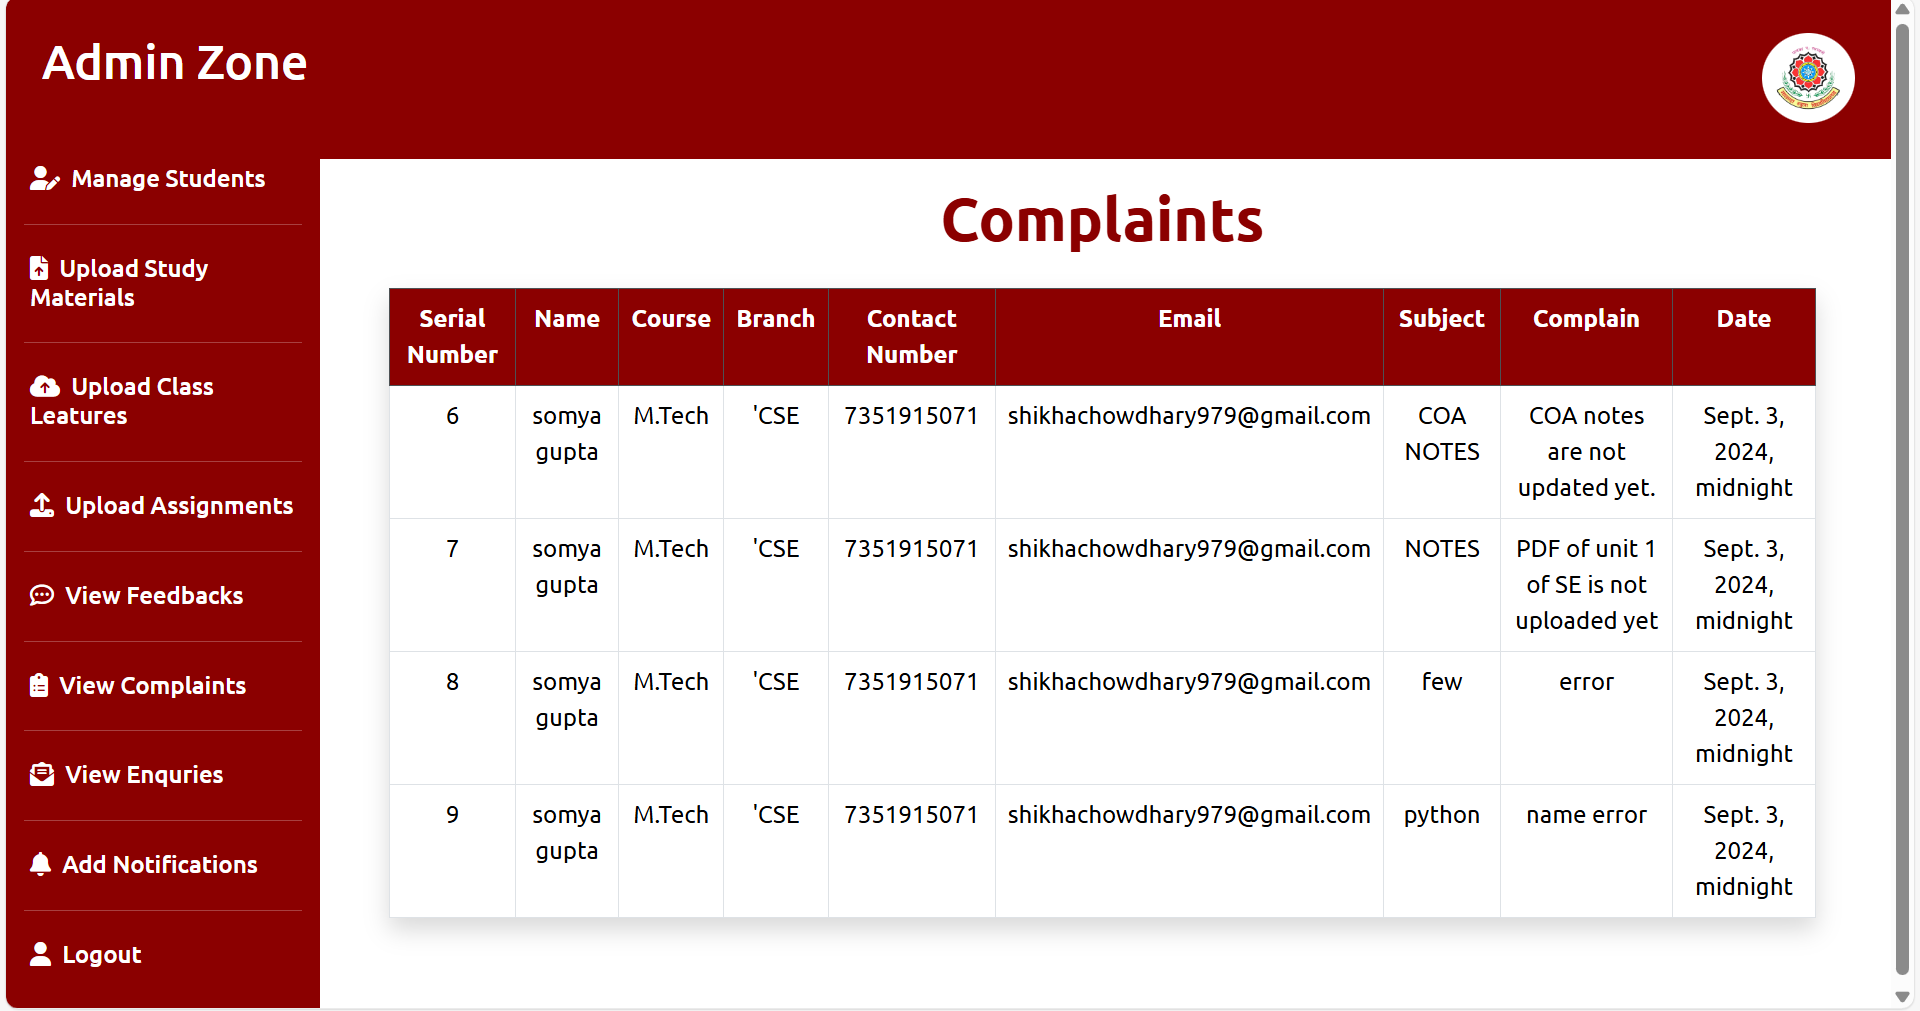 Admin Zone
Manage Students
Upload Study
Materials
Upload Class
Leatures
Upload Assignments
View Feedbacks
View Complaints
View Enquries
Add Notifications
Logout
Complaints
Serial Number Name Course Branch Contact Number Email Subject Complain Date
6 somya gupta M.Tech 'CSE 7351915071 shikhachowdhary979@gmail.com COA NOTES COA notes are not updated yet. Sept. 3, 2024, midnight
7 somya gupta M.Tech 'CSE 7351915071 shikhachowdhary979@gmail.com NOTES PDF of unit 1 of SE is not uploaded yet Sept. 3, 2024, midnight
8 somya gupta M.Tech 'CSE 7351915071 shikhachowdhary979@gmail.com few error Sept. 3, 2024, midnight
9 somya gupta M.Tech 'CSE 7351915071 shikhachowdhary979@gmail.com python name error Sept. 3, 2024, midnight